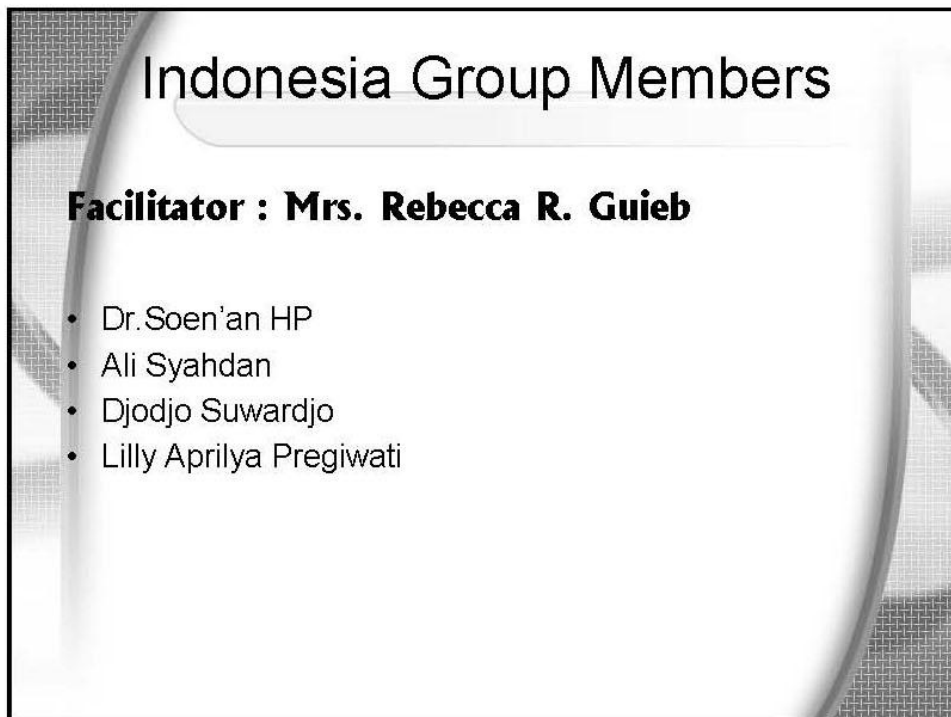 Indonesia Group Members
Facilitator : Mrs. Rebecca R. Guieb
• Dr.Soen’an HP
• Ali Syahdan
• Djodjo Suwardjo
• Lilly Aprilya Pregiwati